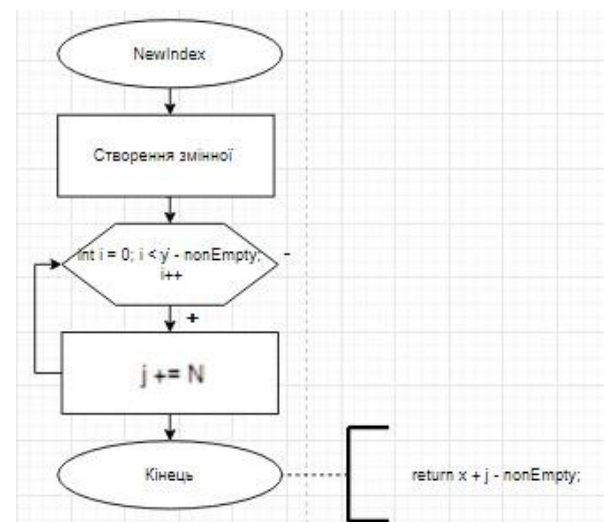 NewIndex
Створення змінної
int i = 0; i < y - nonEmpty;
i++
-
+
j += N
Кінець
return x + j - nonEmpty;